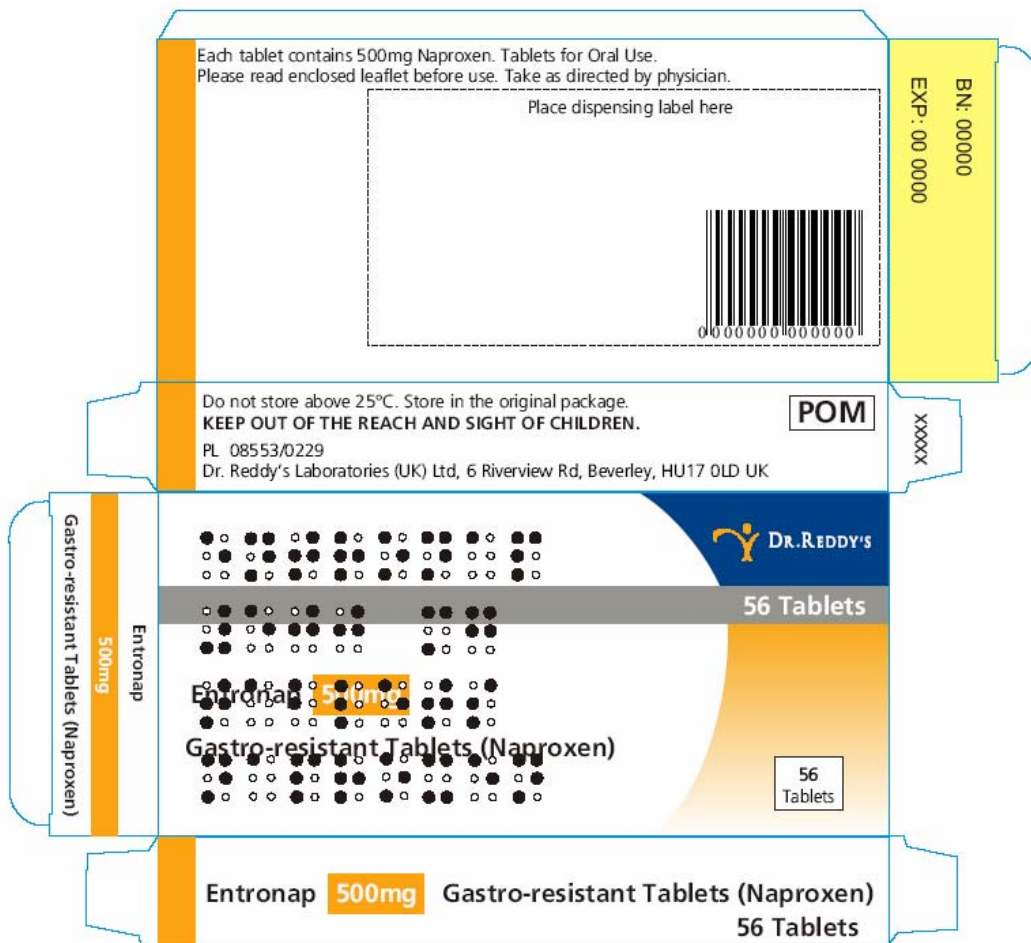 Each tablet contains 500mg Naproxen. Tablets for Oral Use.
Please read enclosed leaflet before use. Take as directed by physician.
Place dispensing label here
0 000000 000000
BN: 00000
EXP: 00 0000
Do not store above 25°C. Store in the original package.
KEEP OUT OF THE REACH AND SIGHT OF CHILDREN.
POM
PL 08553/0229
Dr. Reddy's Laboratories (UK) Ltd, 6 Riverview Rd, Beverley, HU17 0LD UK
XXXXX
Entronap
500mg
Gastro-resistant Tablets (Naproxen)
DR.REDDY'S
56 Tablets
Entronap 500mg
Gastro-resistant Tablets (Naproxen)
56
Tablets
Entronap 500mg Gastro-resistant Tablets (Naproxen)
56 Tablets